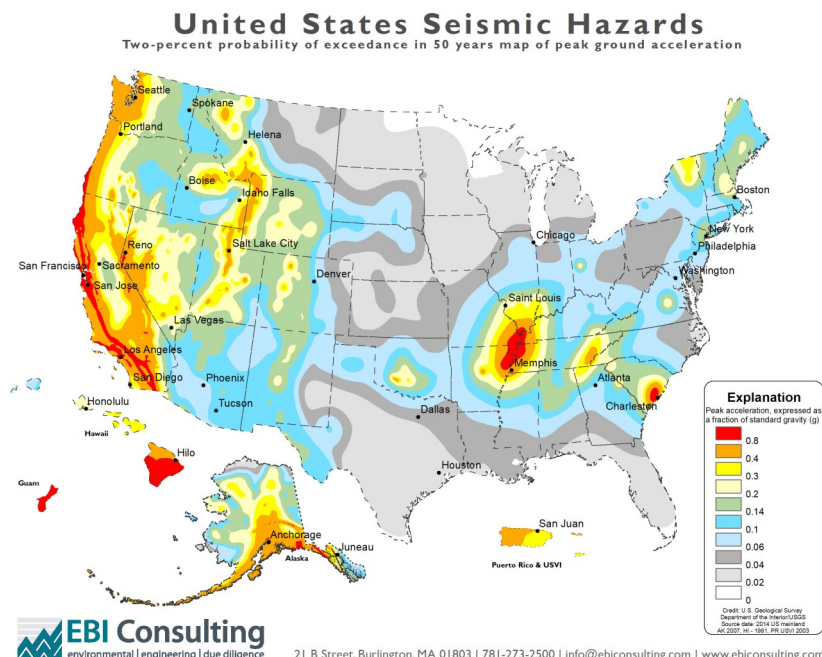 United States Seismic Hazards
Two-percent probability of exceedance in 50 years map of peak ground acceleration
Seattle
Spokane
Portland
Helena
Boise
Idaho Falls
Boston
Reno
Salt Lake City
Chicago
New York
Philadelphia
San Francisco
Sacramento
Denver
Washington
San Jose
Saint Louis
Las Vegas
Los Angeles
Memphis
San Diego
Phoenix
Atlanta
Tucson
Charleston
Honolulu
Dallas
Hawaii
Hilo
Houston
Guam
Anchorage
Juneau
Alaska
San Juan
Puerto Rico & USVI
Explanation
Peak acceleration, expressed as
a fraction of standard gravity (g)
0.8
0.4
0.3
0.2
0.14
0.1
0.06
0.04
0.02
0
Credit: U.S. Geological Survey
Department of the Interior/USGS
Source date: 2014 US mainland
AK 2007, HI - 1981, PR USVI 2003
EBI Consulting
environmental | engineering | due diligence
21 B Street, Burlington, MA 01803 | 781-273-2500 | info@ebiconsulting.com | www.ebiconsulting.com